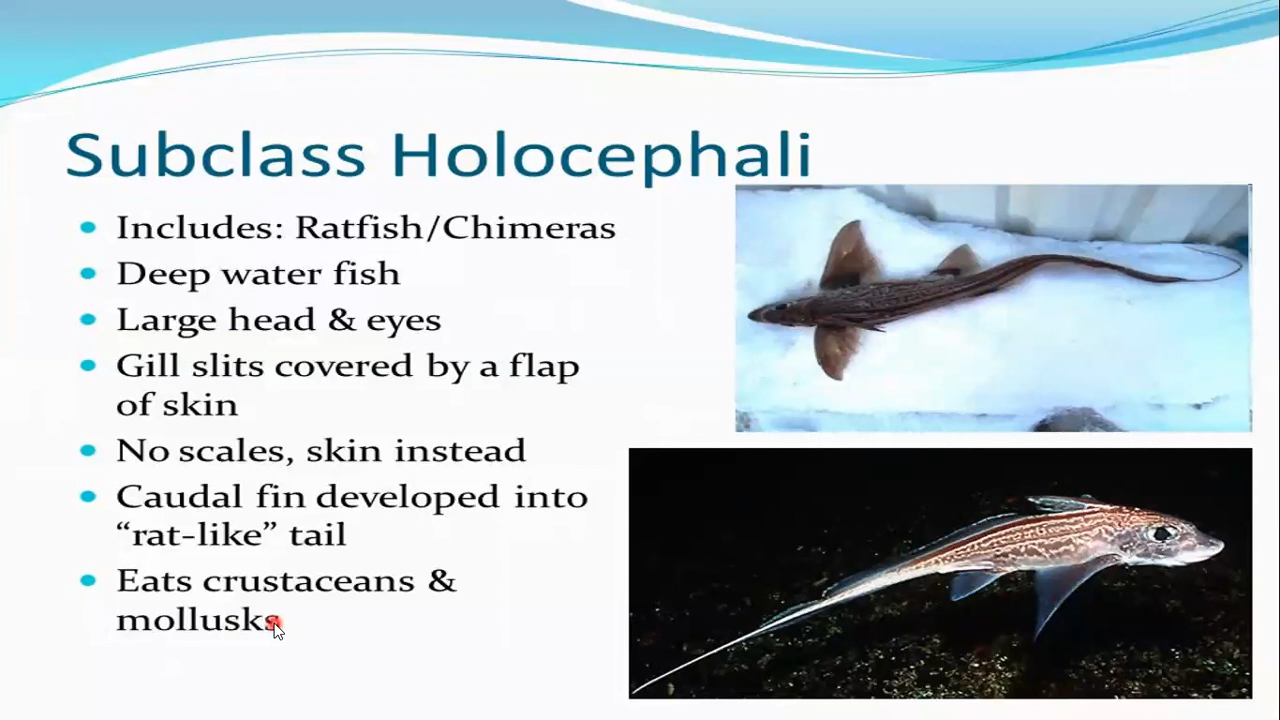 Subclass Holocephali
• Includes: Ratfish/Chimeras
• Deep water fish
• Large head & eyes
• Gill slits covered by a flap
of skin
• No scales, skin instead
• Caudal fin developed into
“rat-like” tail
• Eats crustaceans &
mollusks